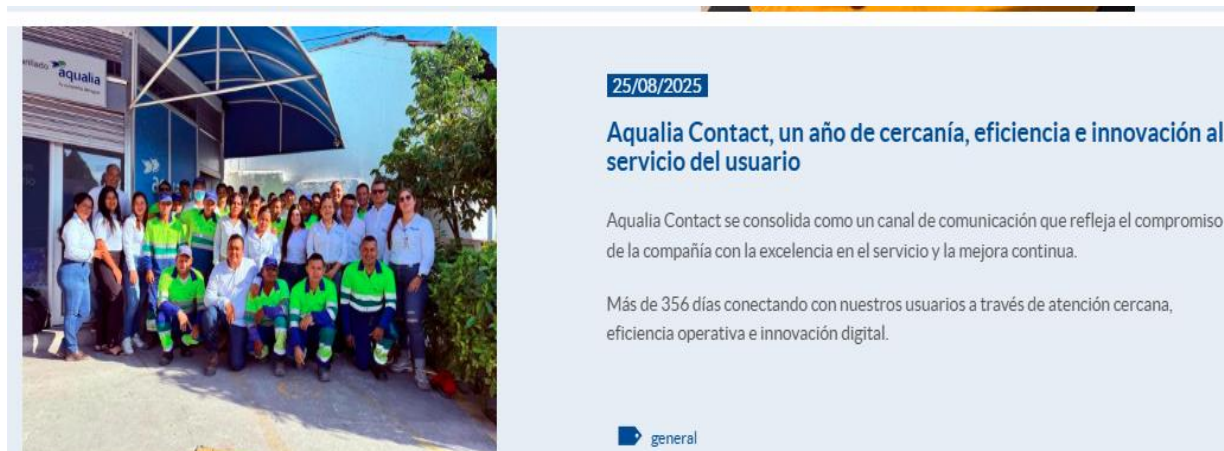 aqualia
25/08/2025
Aqualia Contact, un año de cercanía, eficiencia e innovación al
servicio del usuario
Aqualia Contact se consolida como un canal de comunicación que refleja el compromiso
de la compañía con la excelencia en el servicio y la mejora continua.
Más de 356 días conectando con nuestros usuarios a través de atención cercana,
eficiencia operativa e innovación digital.
general